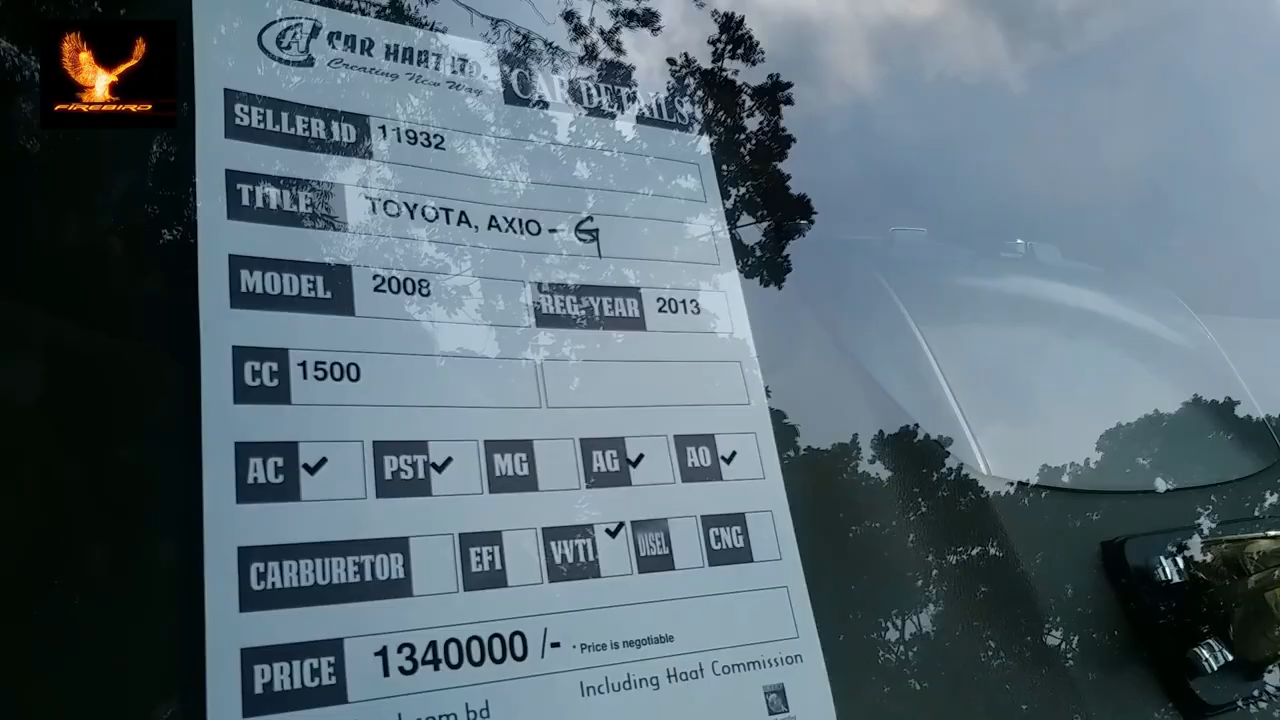 FIREBIRD
CAR HAAT LTD.
Creating New Way
CAR DETAILS
SELLER ID 11932
TITLE TOYOTA, AXIO - G
MODEL 2008 REG. YEAR 2013
CC 1500
AC ✓ PST ✓ MG AG ✓ AO ✓
CARBURETOR EFI VVTI ✓ DISEL CNG
PRICE 1340000 /- * Price is negotiable
Including Haat Commission
.com.bd